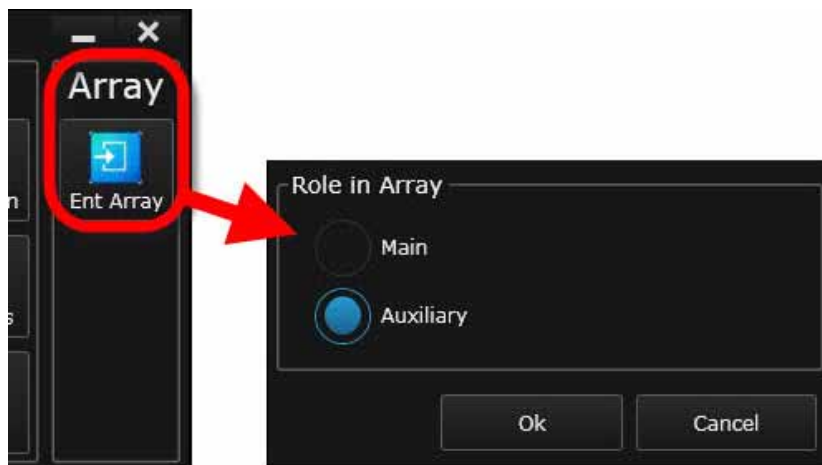 Array
n
Ent Array
s
Role in Array
Main
Auxiliary
Ok
Cancel